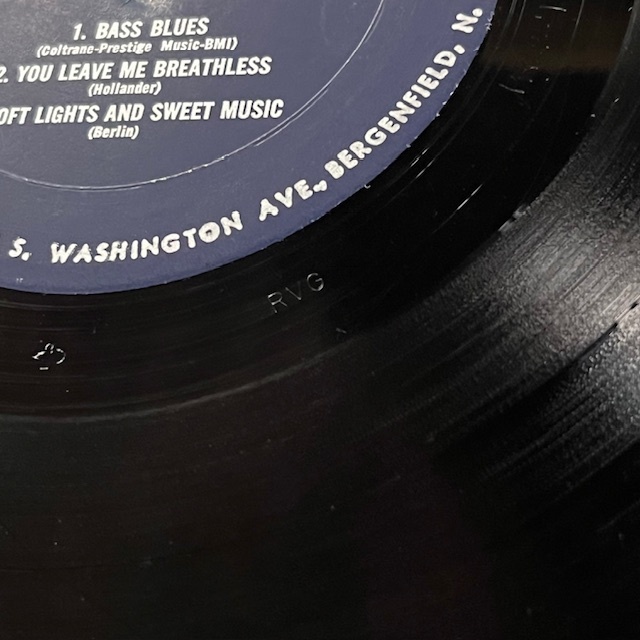 1. BASS BLUES
(Coltrane-Prestige Music-BMI)
2. YOU LEAVE ME BREATHLESS
(Hollander)
OFT LIGHTS AND SWEET MUSIC
(Berlin)
S. WASHINGTON AVE., BERGENFIELD, N.
RVG